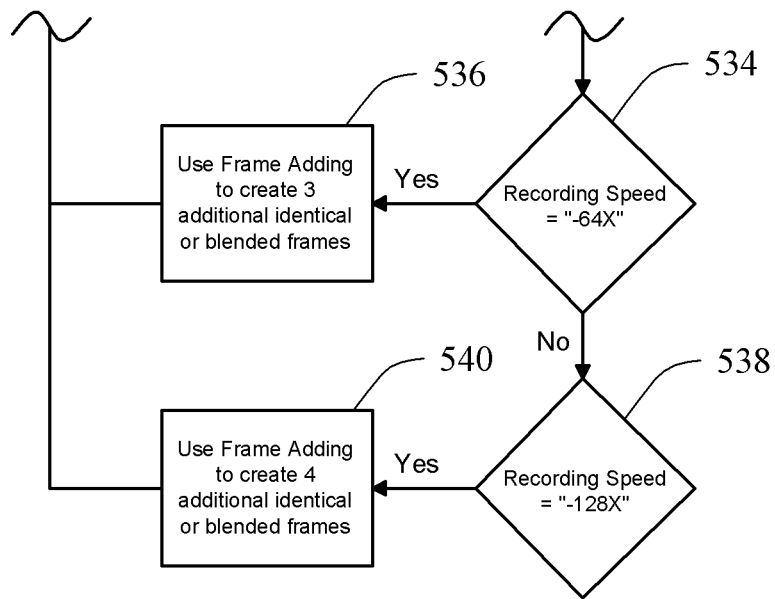 536
534
Use Frame Adding
to create 3
additional identical
or blended frames
Yes
Recording Speed
= "-64X"
No
540
538
Use Frame Adding
to create 4
additional identical
or blended frames
Yes
Recording Speed
= "-128X"